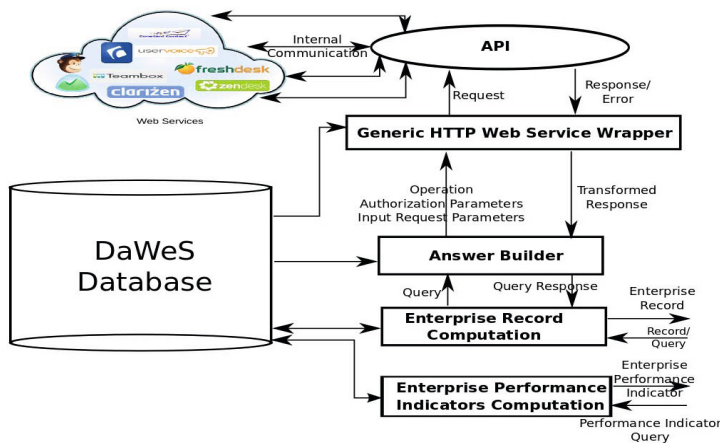 Internal
Communication
API
Constant Contact
uservoice
Teambox
freshdesk
clarizen
zendesk
Web Services
Request
Response/
Error
Generic HTTP Web Service Wrapper
Operation
Authorization Parameters
Input Request Parameters
Transformed
Response
DaWeS
Database
Answer Builder
Query
Query Response
Enterprise Record
Computation
Enterprise
Record
Record/
Query
Enterprise Performance
Indicators Computation
Enterprise
Performance
Indicator
Performance Indicator
Query